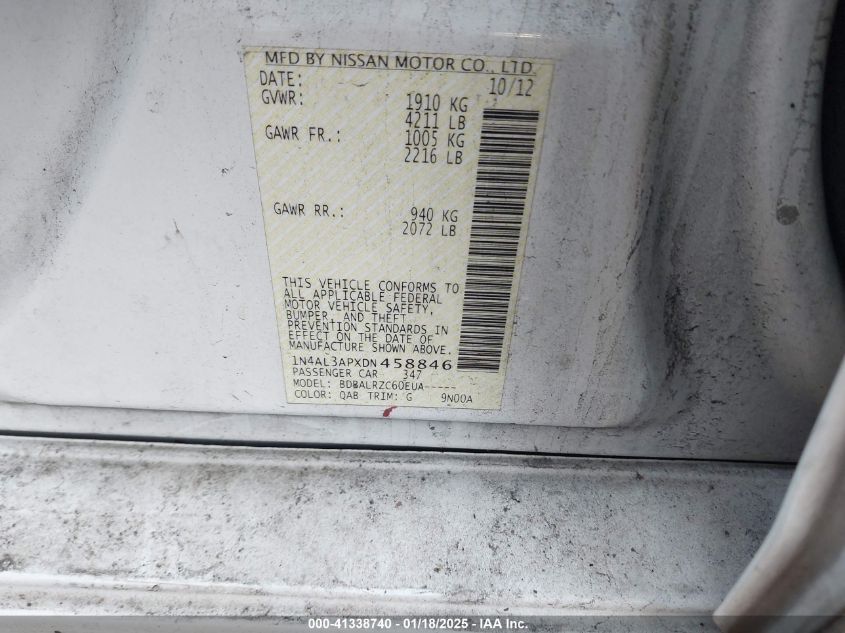 MFD BY NISSAN MOTOR CO., LTD
DATE: 10/12
GVWR: 1910 KG
4211 LB
GAWR FR.: 1005 KG
2216 LB
GAWR RR.: 940 KG
2072 LB
THIS VEHICLE CONFORMS TO
ALL APPLICABLE FEDERAL
MOTOR VEHICLE SAFETY,
BUMPER, AND THEFT
PREVENTION STANDARDS IN
EFFECT ON THE DATE OF
MANUFACTURE SHOWN ABOVE.
1N4AL3APXDN458846
PASSENGER CAR 347
MODEL: BDBALRZC60EUA-----
COLOR: QAB TRIM: G 9N00A
000-41338740 — 01/18/2025 — IAA Inc.